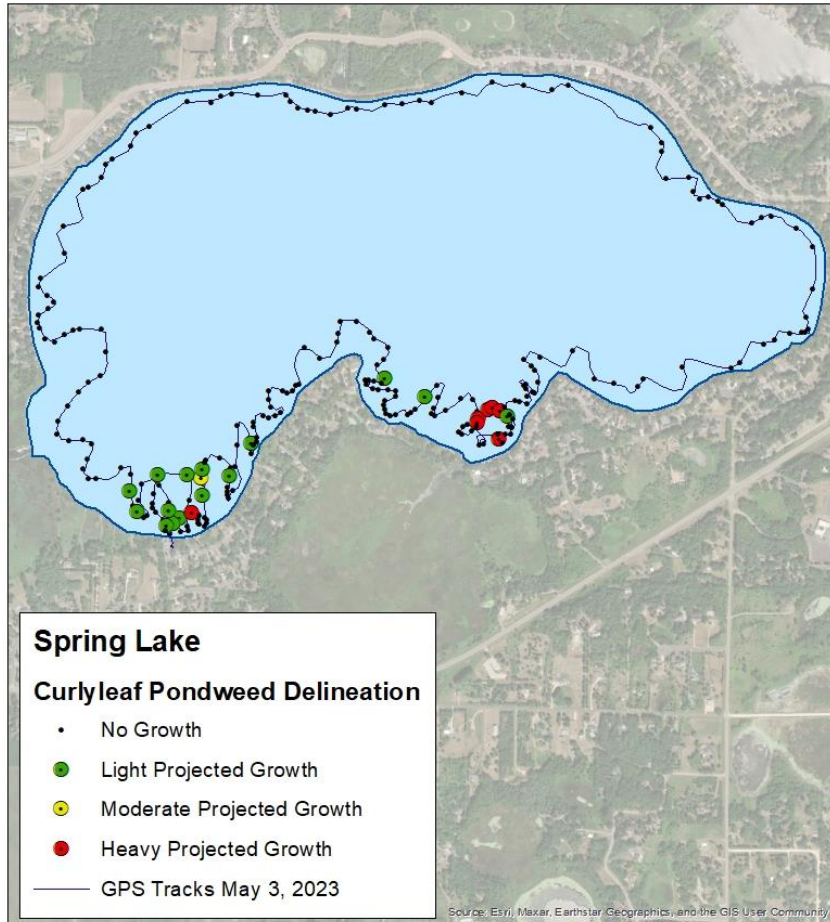 Spring Lake
Curlyleaf Pondweed Delineation
No Growth
Light Projected Growth
Moderate Projected Growth
Heavy Projected Growth
GPS Tracks May 3, 2023
Source: Esri, Maxar, Earthstar Geographics, and the GIS User Community